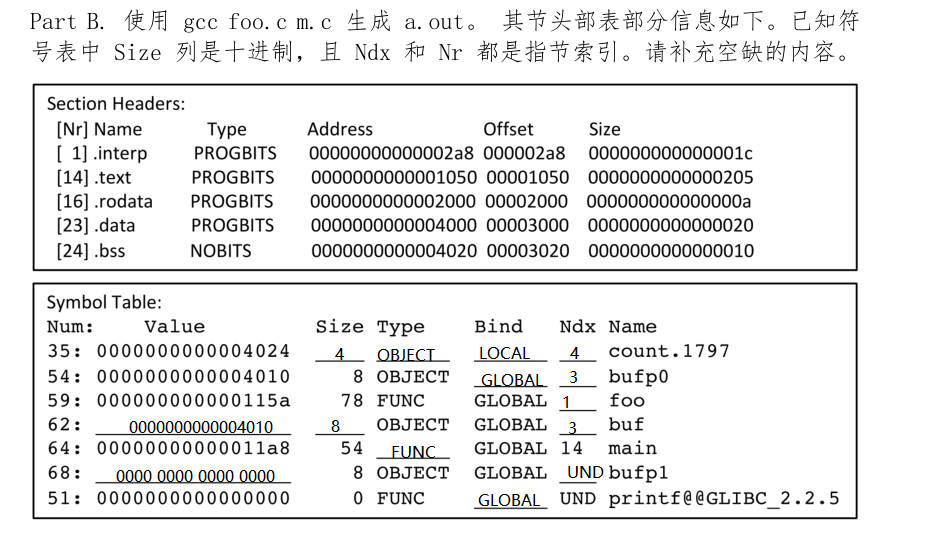 Part B. 使用 gcc foo.c m.c 生成 a.out。 其节头部表部分信息如下。已知符
号表中 Size 列是十进制，且 Ndx 和 Nr 都是指节索引。请补充空缺的内容。
Section Headers:
[Nr] Name Type Address Offset Size
[ 1] .interp PROGBITS 00000000000002a8 000002a8 000000000000001c
[14] .text PROGBITS 0000000000001050 00001050 0000000000000205
[16] .rodata PROGBITS 0000000000002000 00002000 000000000000000a
[23] .data PROGBITS 0000000000004000 00003000 0000000000000020
[24] .bss NOBITS 0000000000004020 00003020 0000000000000010
Symbol Table:
Num: Value Size Type Bind Ndx Name
35: 0000000000004024 4 OBJECT LOCAL 4 count.1797
54: 0000000000004010 8 OBJECT GLOBAL 3 bufp0
59: 000000000000115a 78 FUNC GLOBAL 1 foo
62: 0000000000004010 8 OBJECT GLOBAL 3 buf
64: 00000000000011a8 54 FUNC GLOBAL 14 main
68: 0000 0000 0000 0000 8 OBJECT GLOBAL UND bufp1
51: 0000000000000000 0 FUNC GLOBAL UND printf@@GLIBC_2.2.5